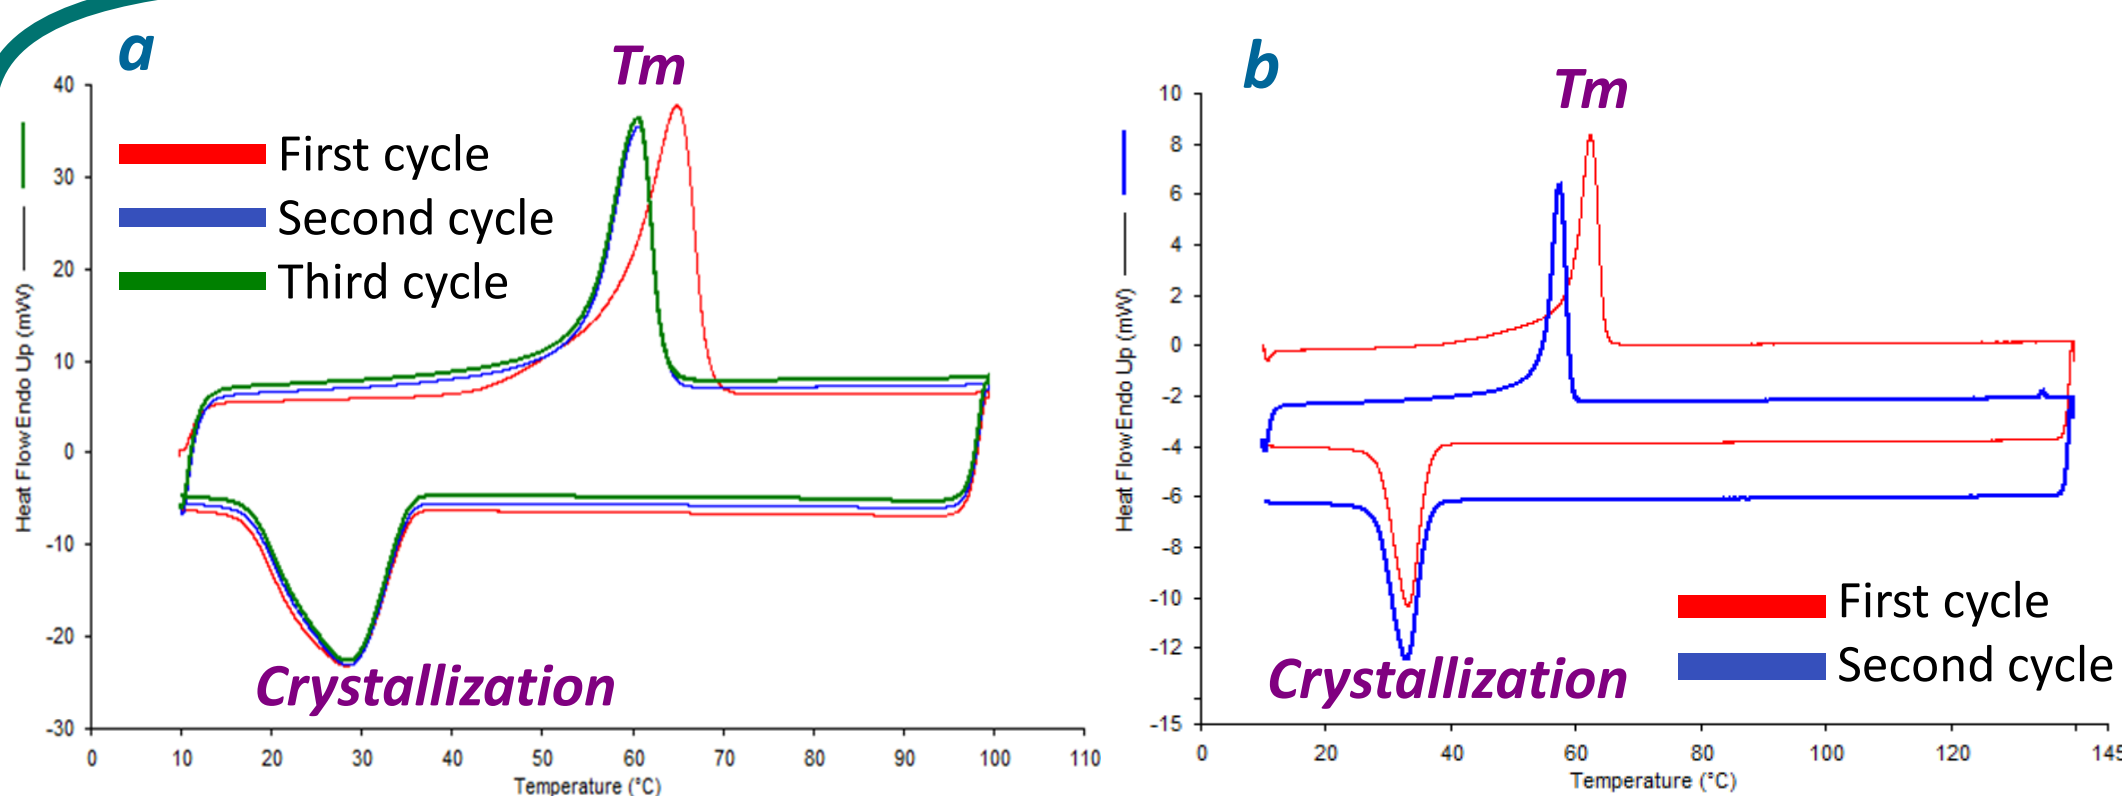 a
Tm
40
30
20
10
0
-10
-20
-30
Heat Flow Endo Up (mW)
First cycle
Second cycle
Third cycle
Crystallization
0 10 20 30 40 50 60 70 80 90 100 110
Temperature (°C)
b
Tm
10
8
6
4
2
0
-2
-4
-6
-8
-10
-12
-15
Heat Flow Endo Up (mW)
First cycle
Second cycle
Crystallization
0 20 40 60 80 100 120 145
Temperature (°C)